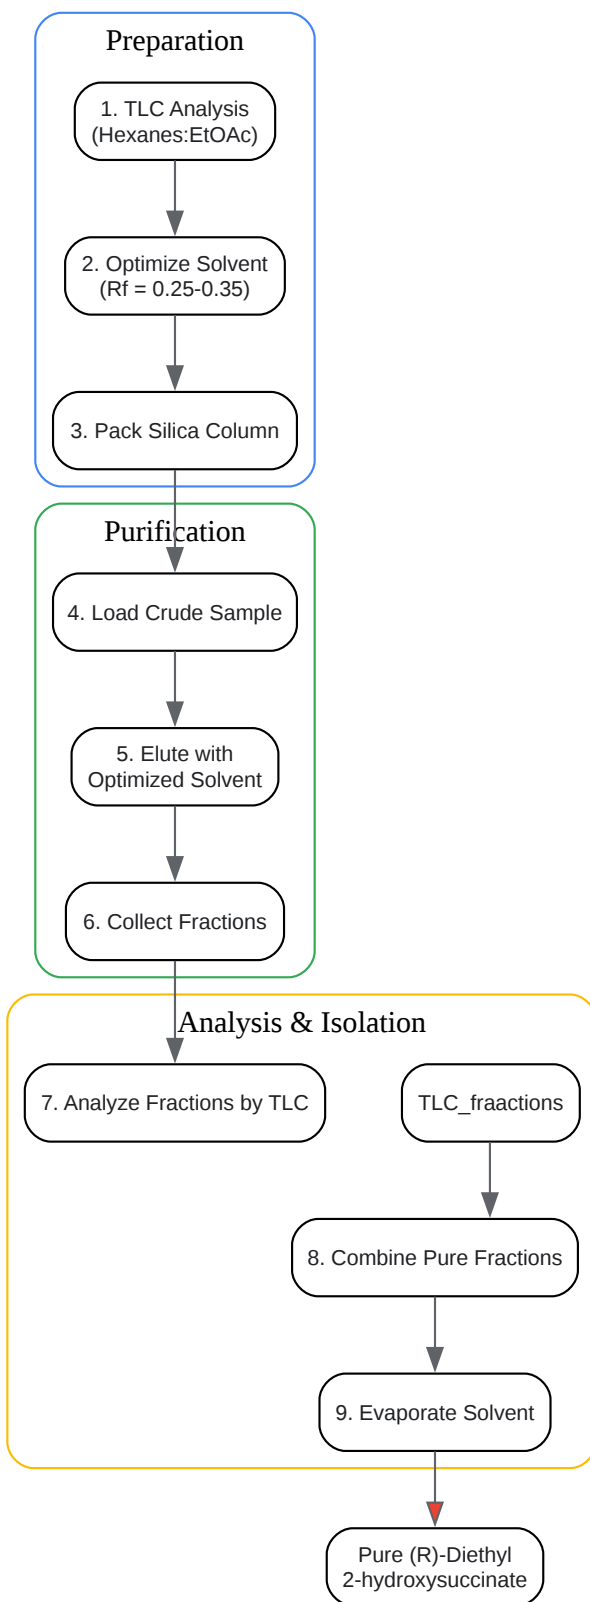 Preparation
1. TLC Analysis
(Hexanes:EtOAc)
2. Optimize Solvent
(Rf = 0.25-0.35)
3. Pack Silica Column
Purification
4. Load Crude Sample
5. Elute with
Optimized Solvent
6. Collect Fractions
Analysis & Isolation
7. Analyze Fractions by TLC
TLC_fraactions
8. Combine Pure Fractions
9. Evaporate Solvent
Pure (R)-Diethyl
2-hydroxysuccinate